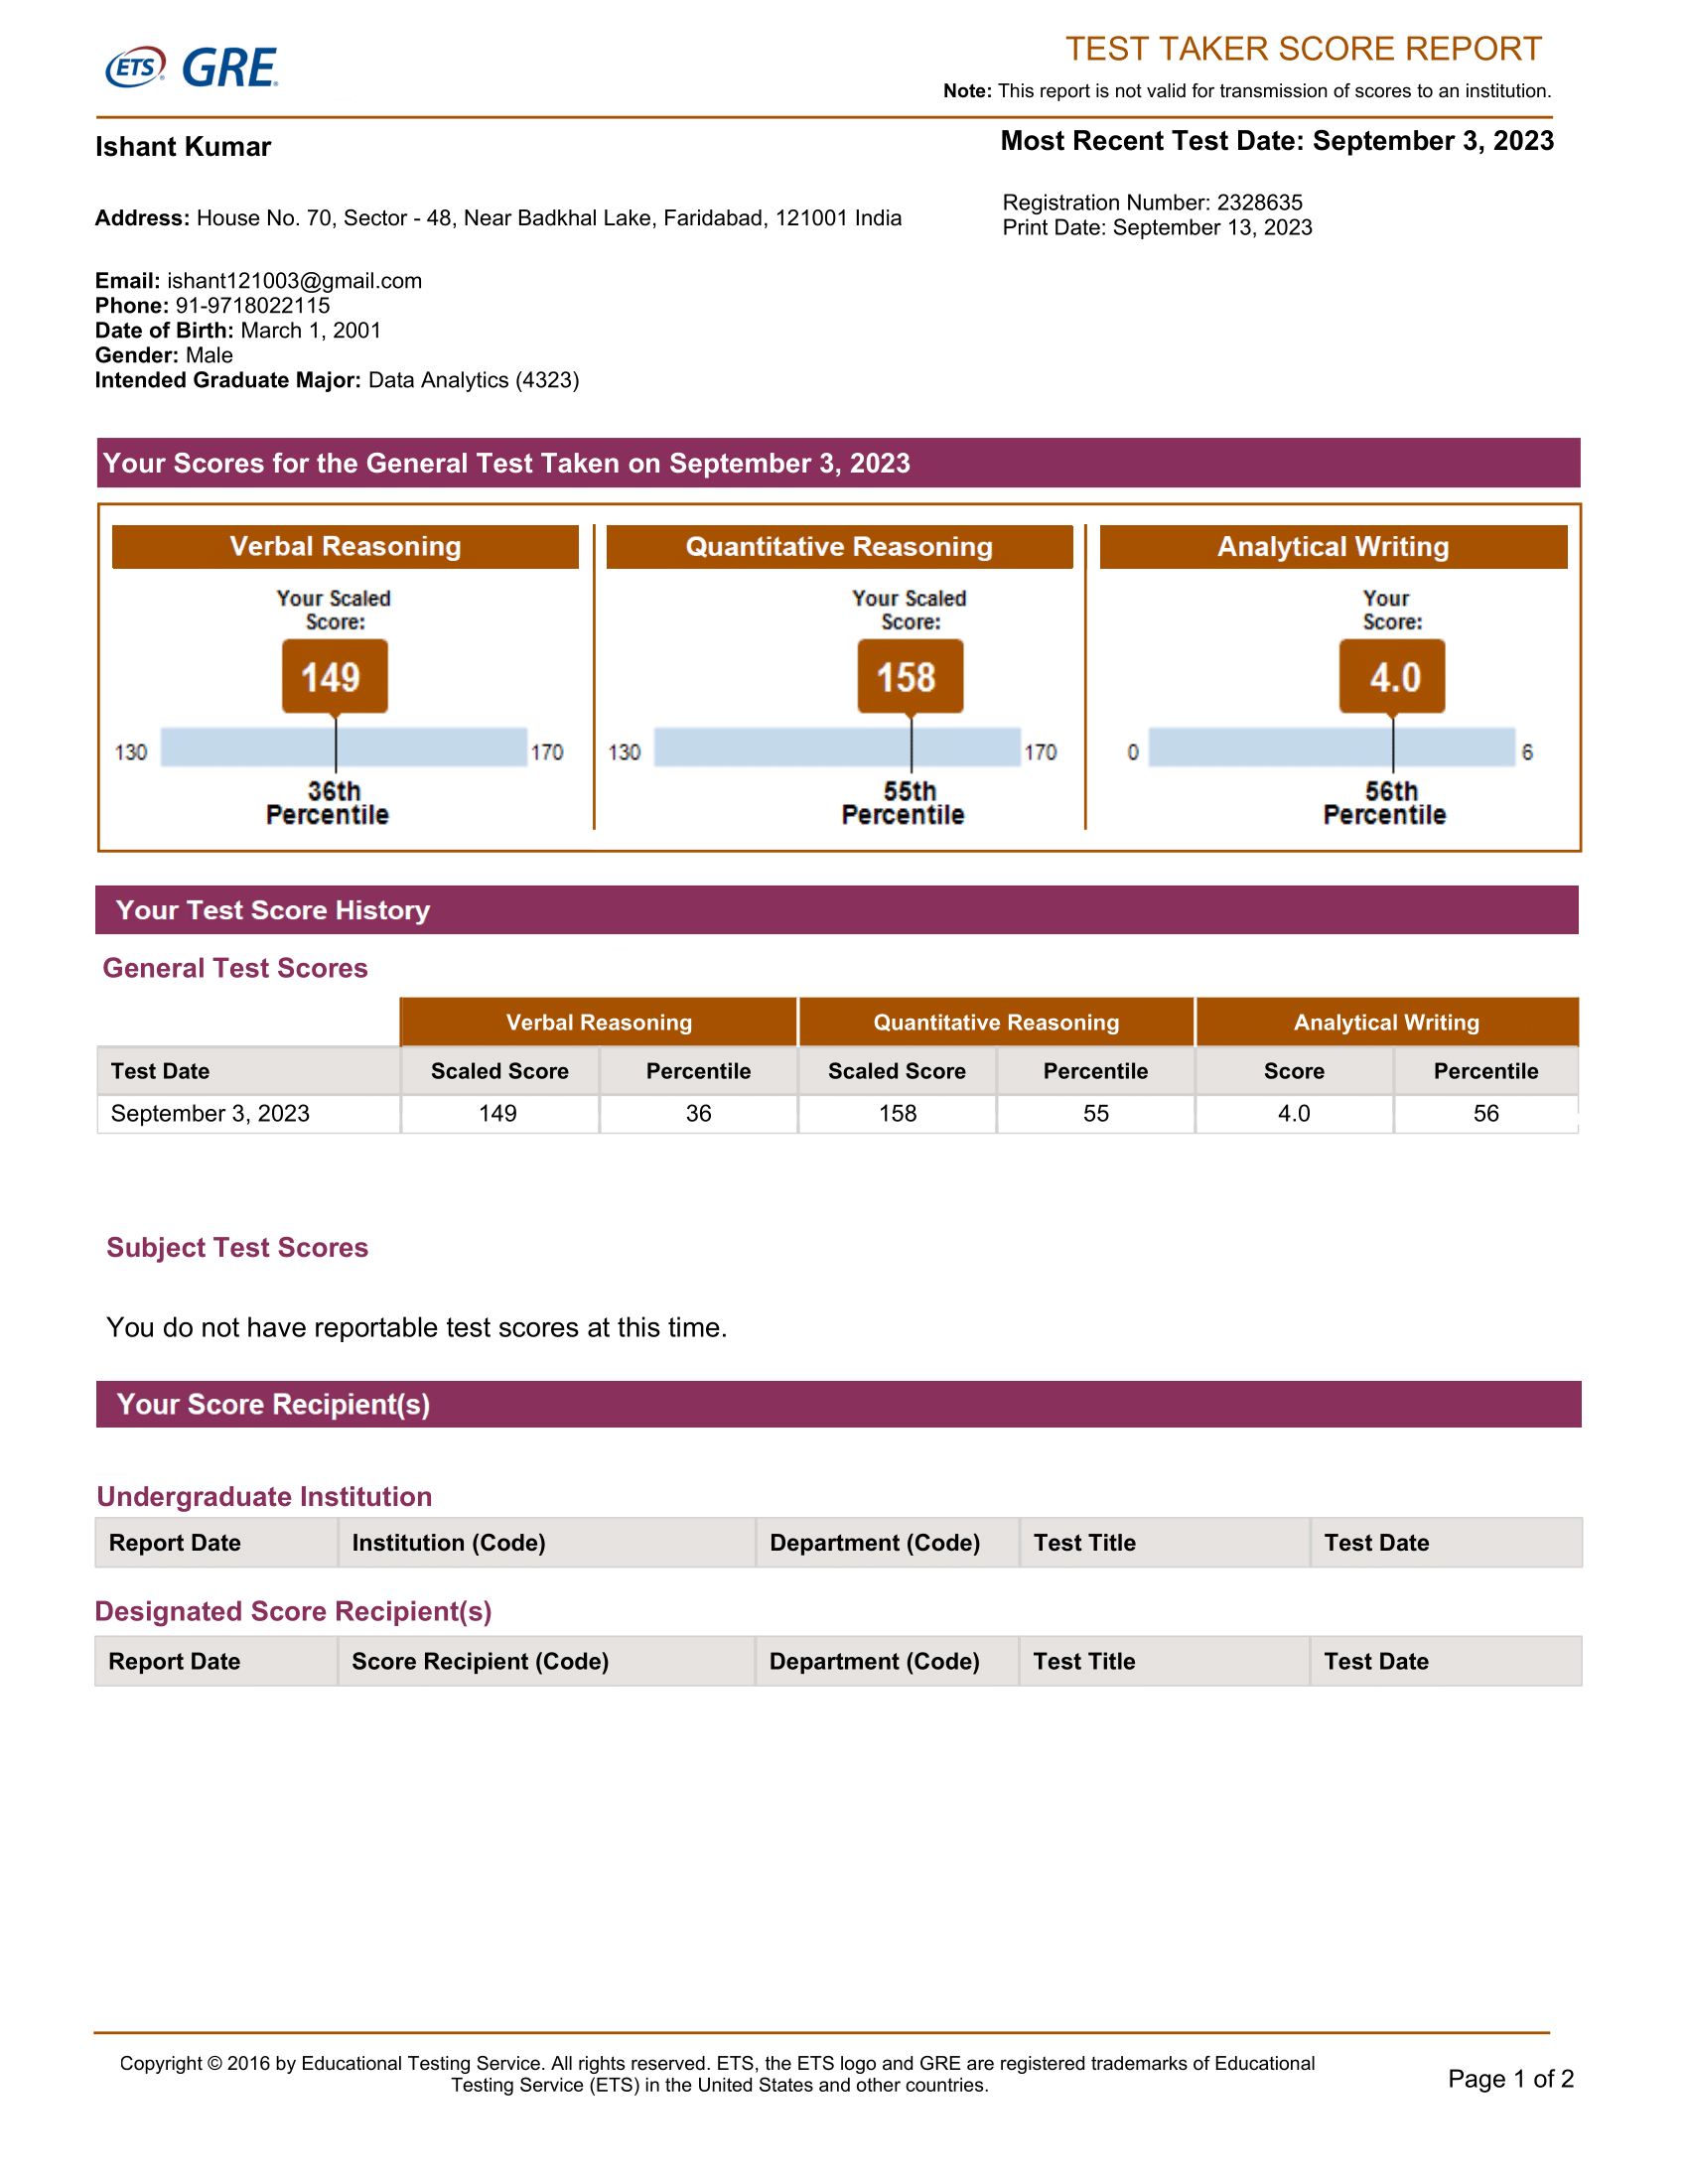 ETS GRE
TEST TAKER SCORE REPORT
Note: This report is not valid for transmission of scores to an institution.
Ishant Kumar
Most Recent Test Date: September 3, 2023
Address: House No. 70, Sector - 48, Near Badkhal Lake, Faridabad, 121001 India
Registration Number: 2328635
Print Date: September 13, 2023
Email: ishant121003@gmail.com
Phone: 91-9718022115
Date of Birth: March 1, 2001
Gender: Male
Intended Graduate Major: Data Analytics (4323)
Your Scores for the General Test Taken on September 3, 2023
Verbal Reasoning
Your Scaled
Score:
149
130 170
36th
Percentile
Quantitative Reasoning
Your Scaled
Score:
158
130 170
55th
Percentile
Analytical Writing
Your
Score:
4.0
0 6
56th
Percentile
Your Test Score History
General Test Scores
Verbal Reasoning Quantitative Reasoning Analytical Writing
Test Date Scaled Score Percentile Scaled Score Percentile Score Percentile
September 3, 2023 149 36 158 55 4.0 56
Subject Test Scores
You do not have reportable test scores at this time.
Your Score Recipient(s)
Undergraduate Institution
Report Date Institution (Code) Department (Code) Test Title Test Date
Designated Score Recipient(s)
Report Date Score Recipient (Code) Department (Code) Test Title Test Date
Copyright © 2016 by Educational Testing Service. All rights reserved. ETS, the ETS logo and GRE are registered trademarks of Educational
Testing Service (ETS) in the United States and other countries.
Page 1 of 2